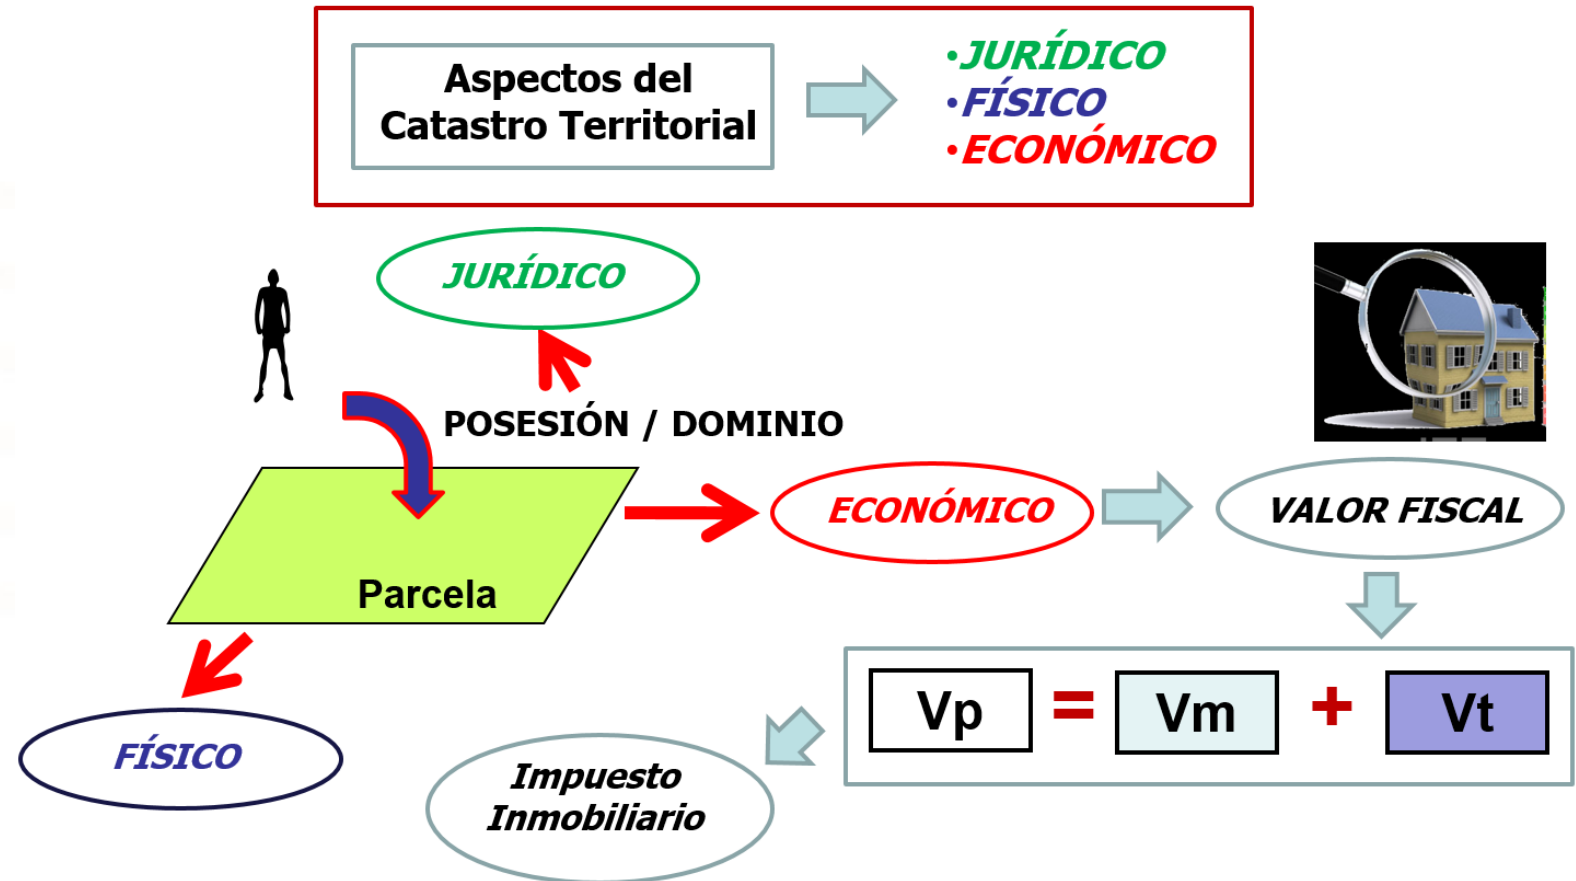 Aspectos del
Catastro Territorial
•JURÍDICO
•FÍSICO
•ECONÓMICO
JURÍDICO
POSESIÓN / DOMINIO
ECONÓMICO
VALOR FISCAL
Parcela
Vp = Vm + Vt
FÍSICO
Impuesto
Inmobiliario